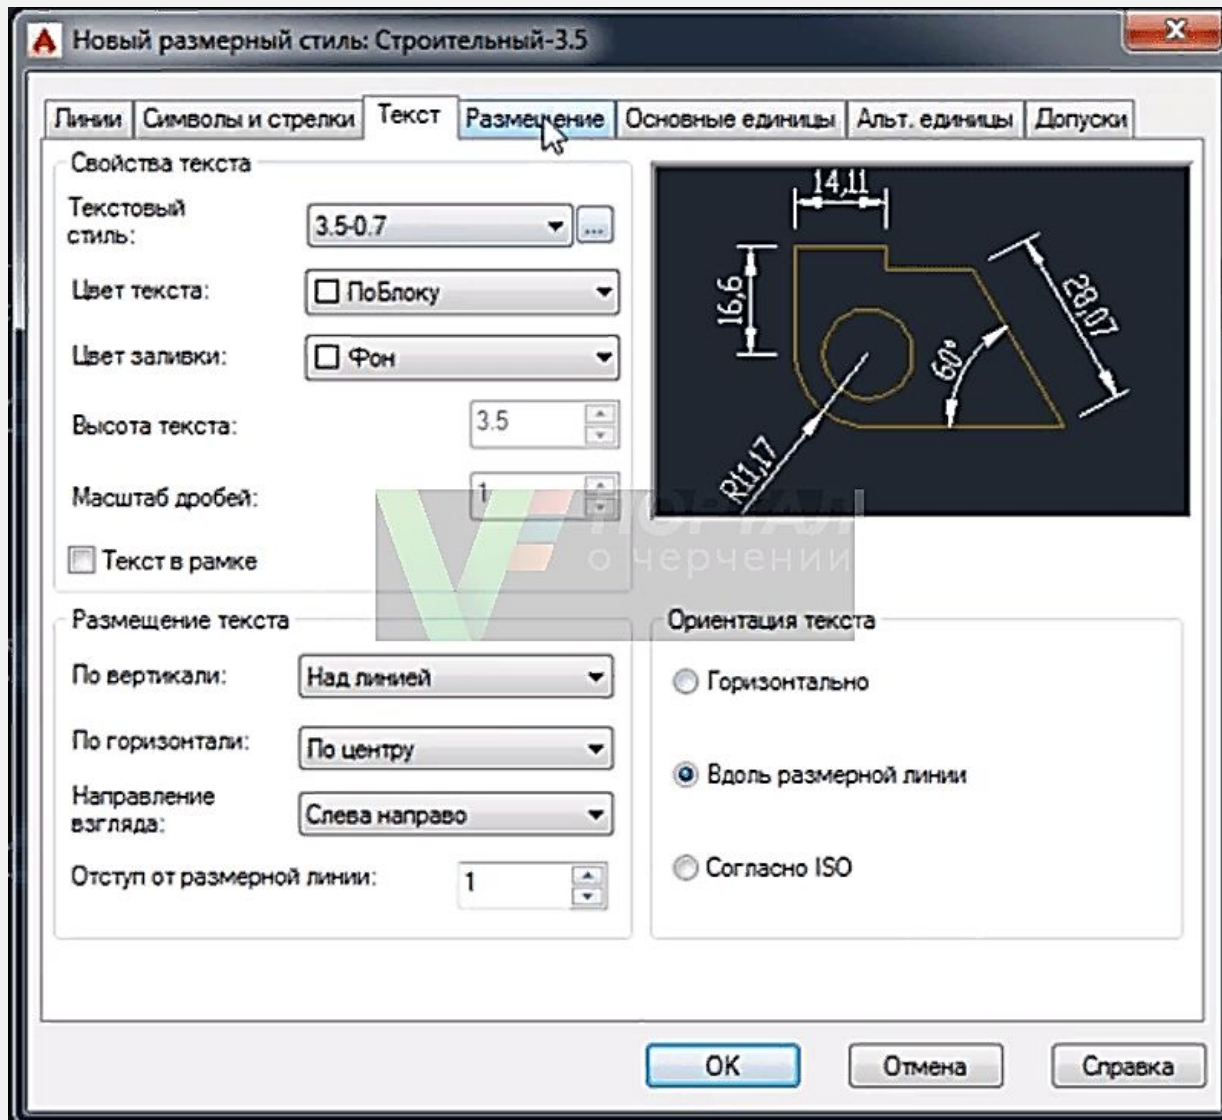 Новый размерный стиль: Строительный-3.5
Линии Символы и стрелки Текст Размещение Основные единицы Альт. единицы Допуски
Свойства текста
Текстовый
стиль:
3.5-0.7
...
Цвет текста:
ПоБлоку
Цвет заливки:
Фон
Высота текста:
3.5
Масштаб дробей:
1
Текст в рамке
14,11
16,6
28,07
60°
R11,17
ПОРТАЛ
о черчении
Размещение текста
По вертикали:
Над линией
По горизонтали:
По центру
Направление
взгляда:
Слева направо
Отступ от размерной линии:
1
Ориентация текста
Горизонтально
Вдоль размерной линии
Согласно ISO
OK
Отмена
Справка